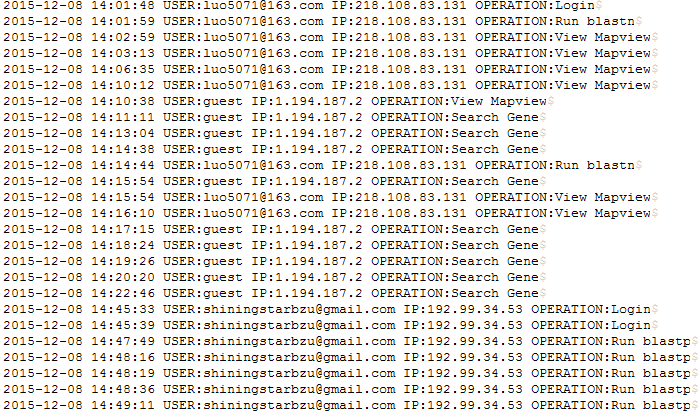 2015-12-08 14:01:48 USER:luo5071@163.com IP:218.108.83.131 OPERATION:Login$
2015-12-08 14:01:59 USER:luo5071@163.com IP:218.108.83.131 OPERATION:Run blastn$
2015-12-08 14:02:59 USER:luo5071@163.com IP:218.108.83.131 OPERATION:View Mapview$
2015-12-08 14:03:13 USER:luo5071@163.com IP:218.108.83.131 OPERATION:View Mapview$
2015-12-08 14:06:35 USER:luo5071@163.com IP:218.108.83.131 OPERATION:View Mapview$
2015-12-08 14:10:12 USER:luo5071@163.com IP:218.108.83.131 OPERATION:View Mapview$
2015-12-08 14:10:38 USER:guest IP:1.194.187.2 OPERATION:View Mapview$
2015-12-08 14:11:11 USER:guest IP:1.194.187.2 OPERATION:Search Gene$
2015-12-08 14:13:04 USER:guest IP:1.194.187.2 OPERATION:Search Gene$
2015-12-08 14:14:38 USER:guest IP:1.194.187.2 OPERATION:Search Gene$
2015-12-08 14:14:44 USER:luo5071@163.com IP:218.108.83.131 OPERATION:Run blastn$
2015-12-08 14:15:54 USER:guest IP:1.194.187.2 OPERATION:Search Gene$
2015-12-08 14:15:54 USER:luo5071@163.com IP:218.108.83.131 OPERATION:View Mapview$
2015-12-08 14:16:10 USER:luo5071@163.com IP:218.108.83.131 OPERATION:View Mapview$
2015-12-08 14:17:15 USER:guest IP:1.194.187.2 OPERATION:Search Gene$
2015-12-08 14:18:24 USER:guest IP:1.194.187.2 OPERATION:Search Gene$
2015-12-08 14:19:26 USER:guest IP:1.194.187.2 OPERATION:Search Gene$
2015-12-08 14:20:20 USER:guest IP:1.194.187.2 OPERATION:Search Gene$
2015-12-08 14:22:46 USER:guest IP:1.194.187.2 OPERATION:Search Gene$
2015-12-08 14:45:33 USER:shiningstarbzu@gmail.com IP:192.99.34.53 OPERATION:Login$
2015-12-08 14:45:39 USER:shiningstarbzu@gmail.com IP:192.99.34.53 OPERATION:Login$
2015-12-08 14:47:49 USER:shiningstarbzu@gmail.com IP:192.99.34.53 OPERATION:Run blastp$
2015-12-08 14:48:16 USER:shiningstarbzu@gmail.com IP:192.99.34.53 OPERATION:Run blastp$
2015-12-08 14:48:19 USER:shiningstarbzu@gmail.com IP:192.99.34.53 OPERATION:Run blastp$
2015-12-08 14:48:36 USER:shiningstarbzu@gmail.com IP:192.99.34.53 OPERATION:Run blastp$
2015-12-08 14:49:11 USER:shiningstarbzu@gmail.com IP:192.99.34.53 OPERATION:Run blastp$